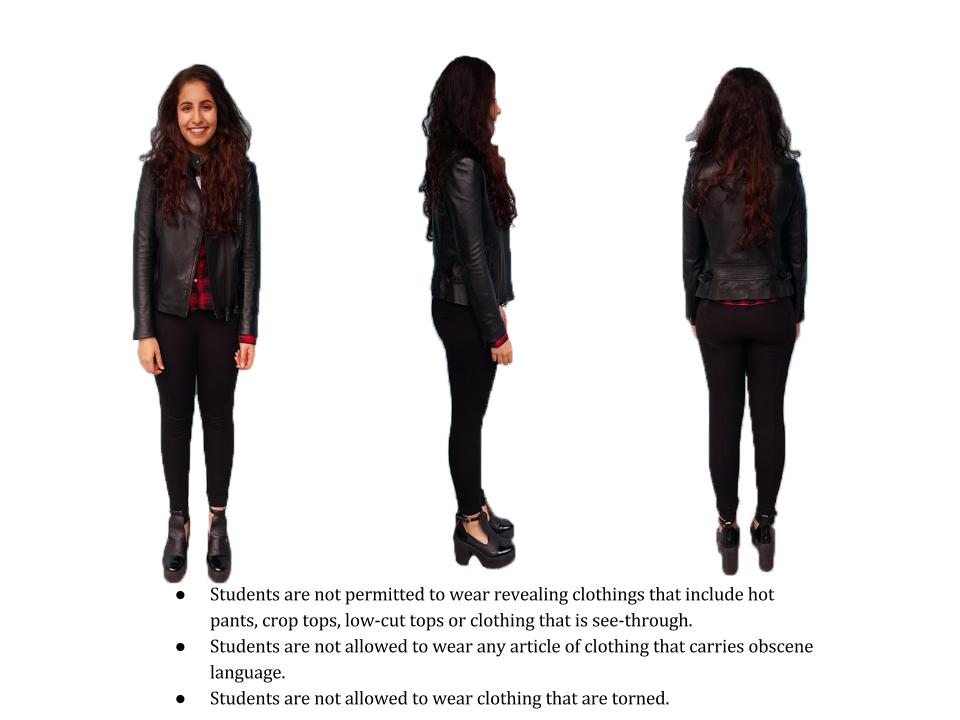 ● Students are not permitted to wear revealing clothings that include hot
pants, crop tops, low-cut tops or clothing that is see-through.
● Students are not allowed to wear any article of clothing that carries obscene
language.
● Students are not allowed to wear clothing that are torned.